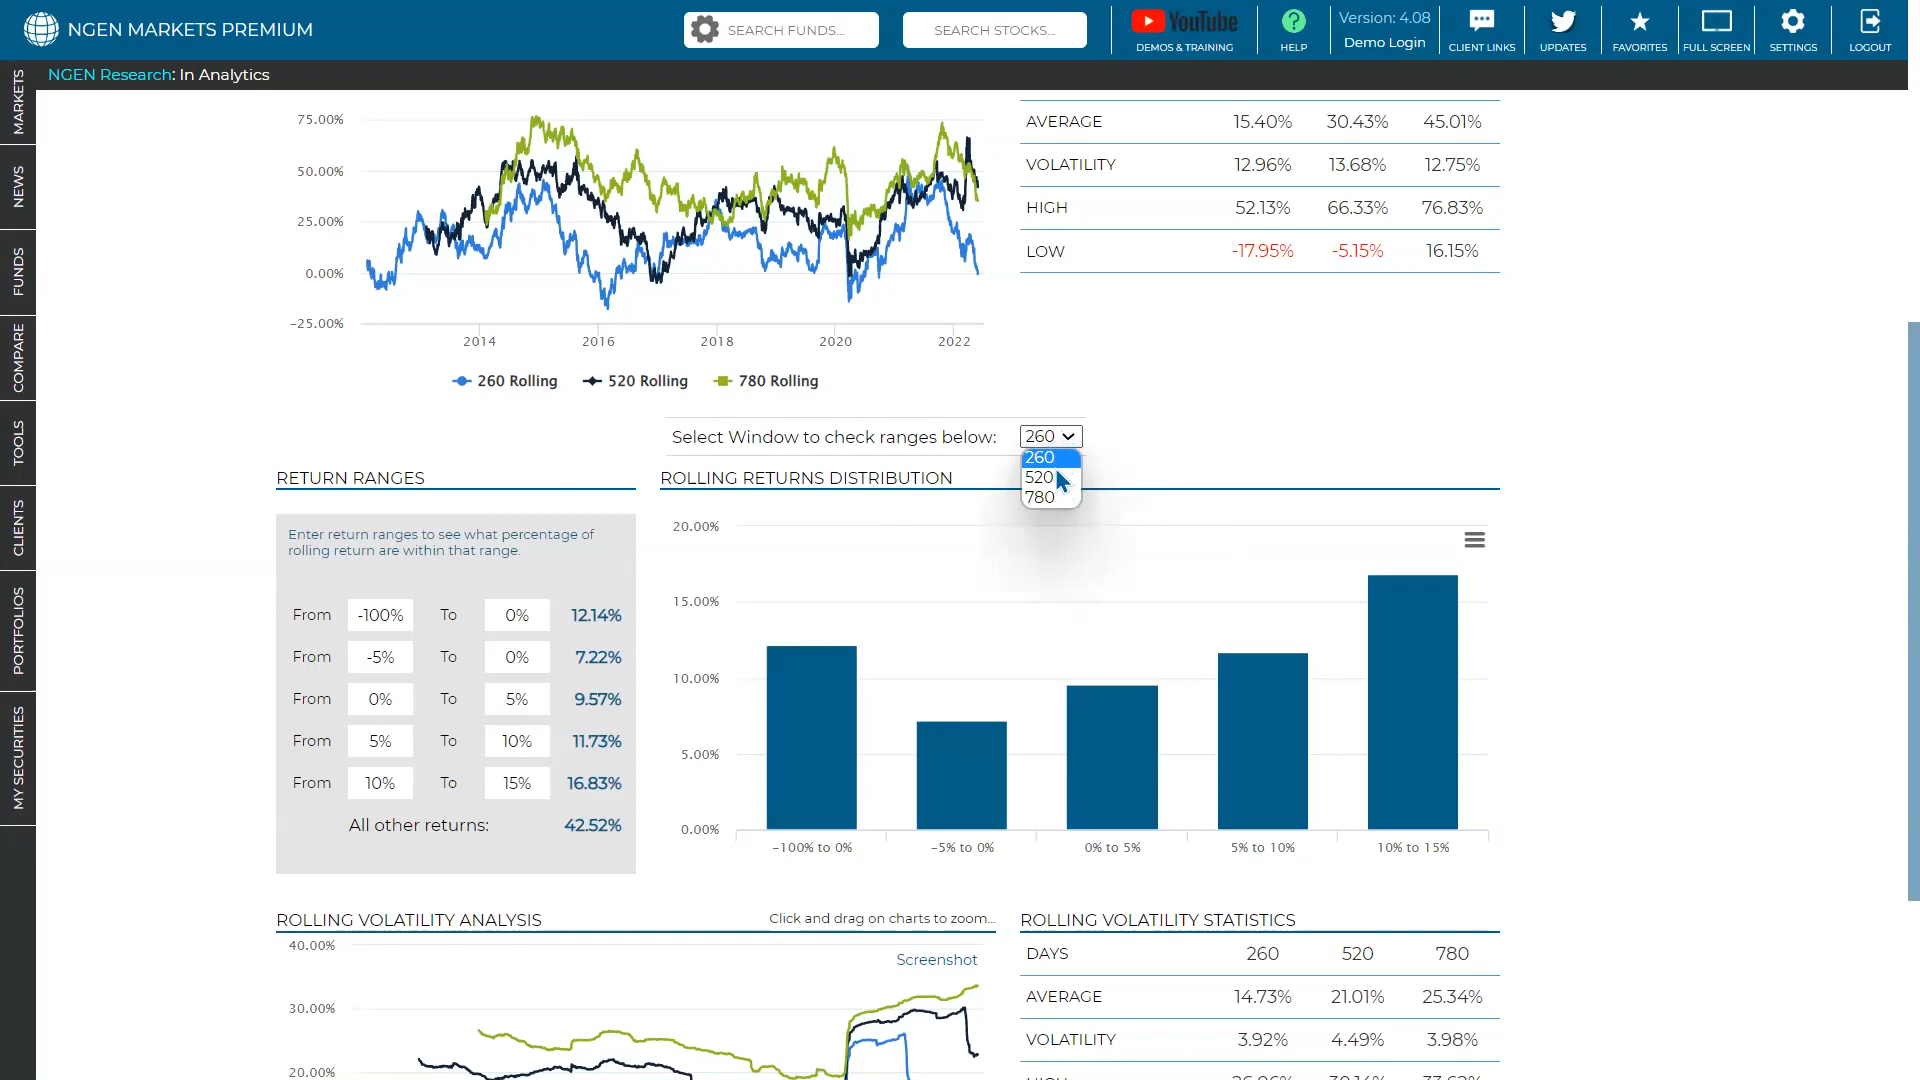 NGEN MARKETS PREMIUM
SEARCH FUNDS...
SEARCH STOCKS...
YouTube
DEMOS & TRAINING
HELP
Version: 4.08
Demo Login
CLIENT LINKS
UPDATES
FAVORITES
FULL SCREEN
SETTINGS
LOGOUT
NGEN Research: In Analytics
MARKETS
NEWS
FUNDS
COMPARE
TOOLS
CLIENTS
PORTFOLIOS
MY SECURITIES
75.00%
50.00%
25.00%
0.00%
-25.00%
2014 2016 2018 2020 2022
260 Rolling 520 Rolling 780 Rolling
AVERAGE 15.40% 30.43% 45.01%
VOLATILITY 12.96% 13.68% 12.75%
HIGH 52.13% 66.33% 76.83%
LOW -17.95% -5.15% 16.15%
Select Window to check ranges below: 260
260
520
780
RETURN RANGES
Enter return ranges to see what percentage of
rolling return are within that range.
From -100% To 0% 12.14%
From -5% To 0% 7.22%
From 0% To 5% 9.57%
From 5% To 10% 11.73%
From 10% To 15% 16.83%
All other returns: 42.52%
ROLLING RETURNS DISTRIBUTION
20.00%
15.00%
10.00%
5.00%
0.00%
-100% to 0% -5% to 0% 0% to 5% 5% to 10% 10% to 15%
ROLLING VOLATILITY ANALYSIS
Click and drag on charts to zoom...
Screenshot
40.00%
30.00%
20.00%
ROLLING VOLATILITY STATISTICS
DAYS 260 520 780
AVERAGE 14.73% 21.01% 25.34%
VOLATILITY 3.92% 4.49% 3.98%